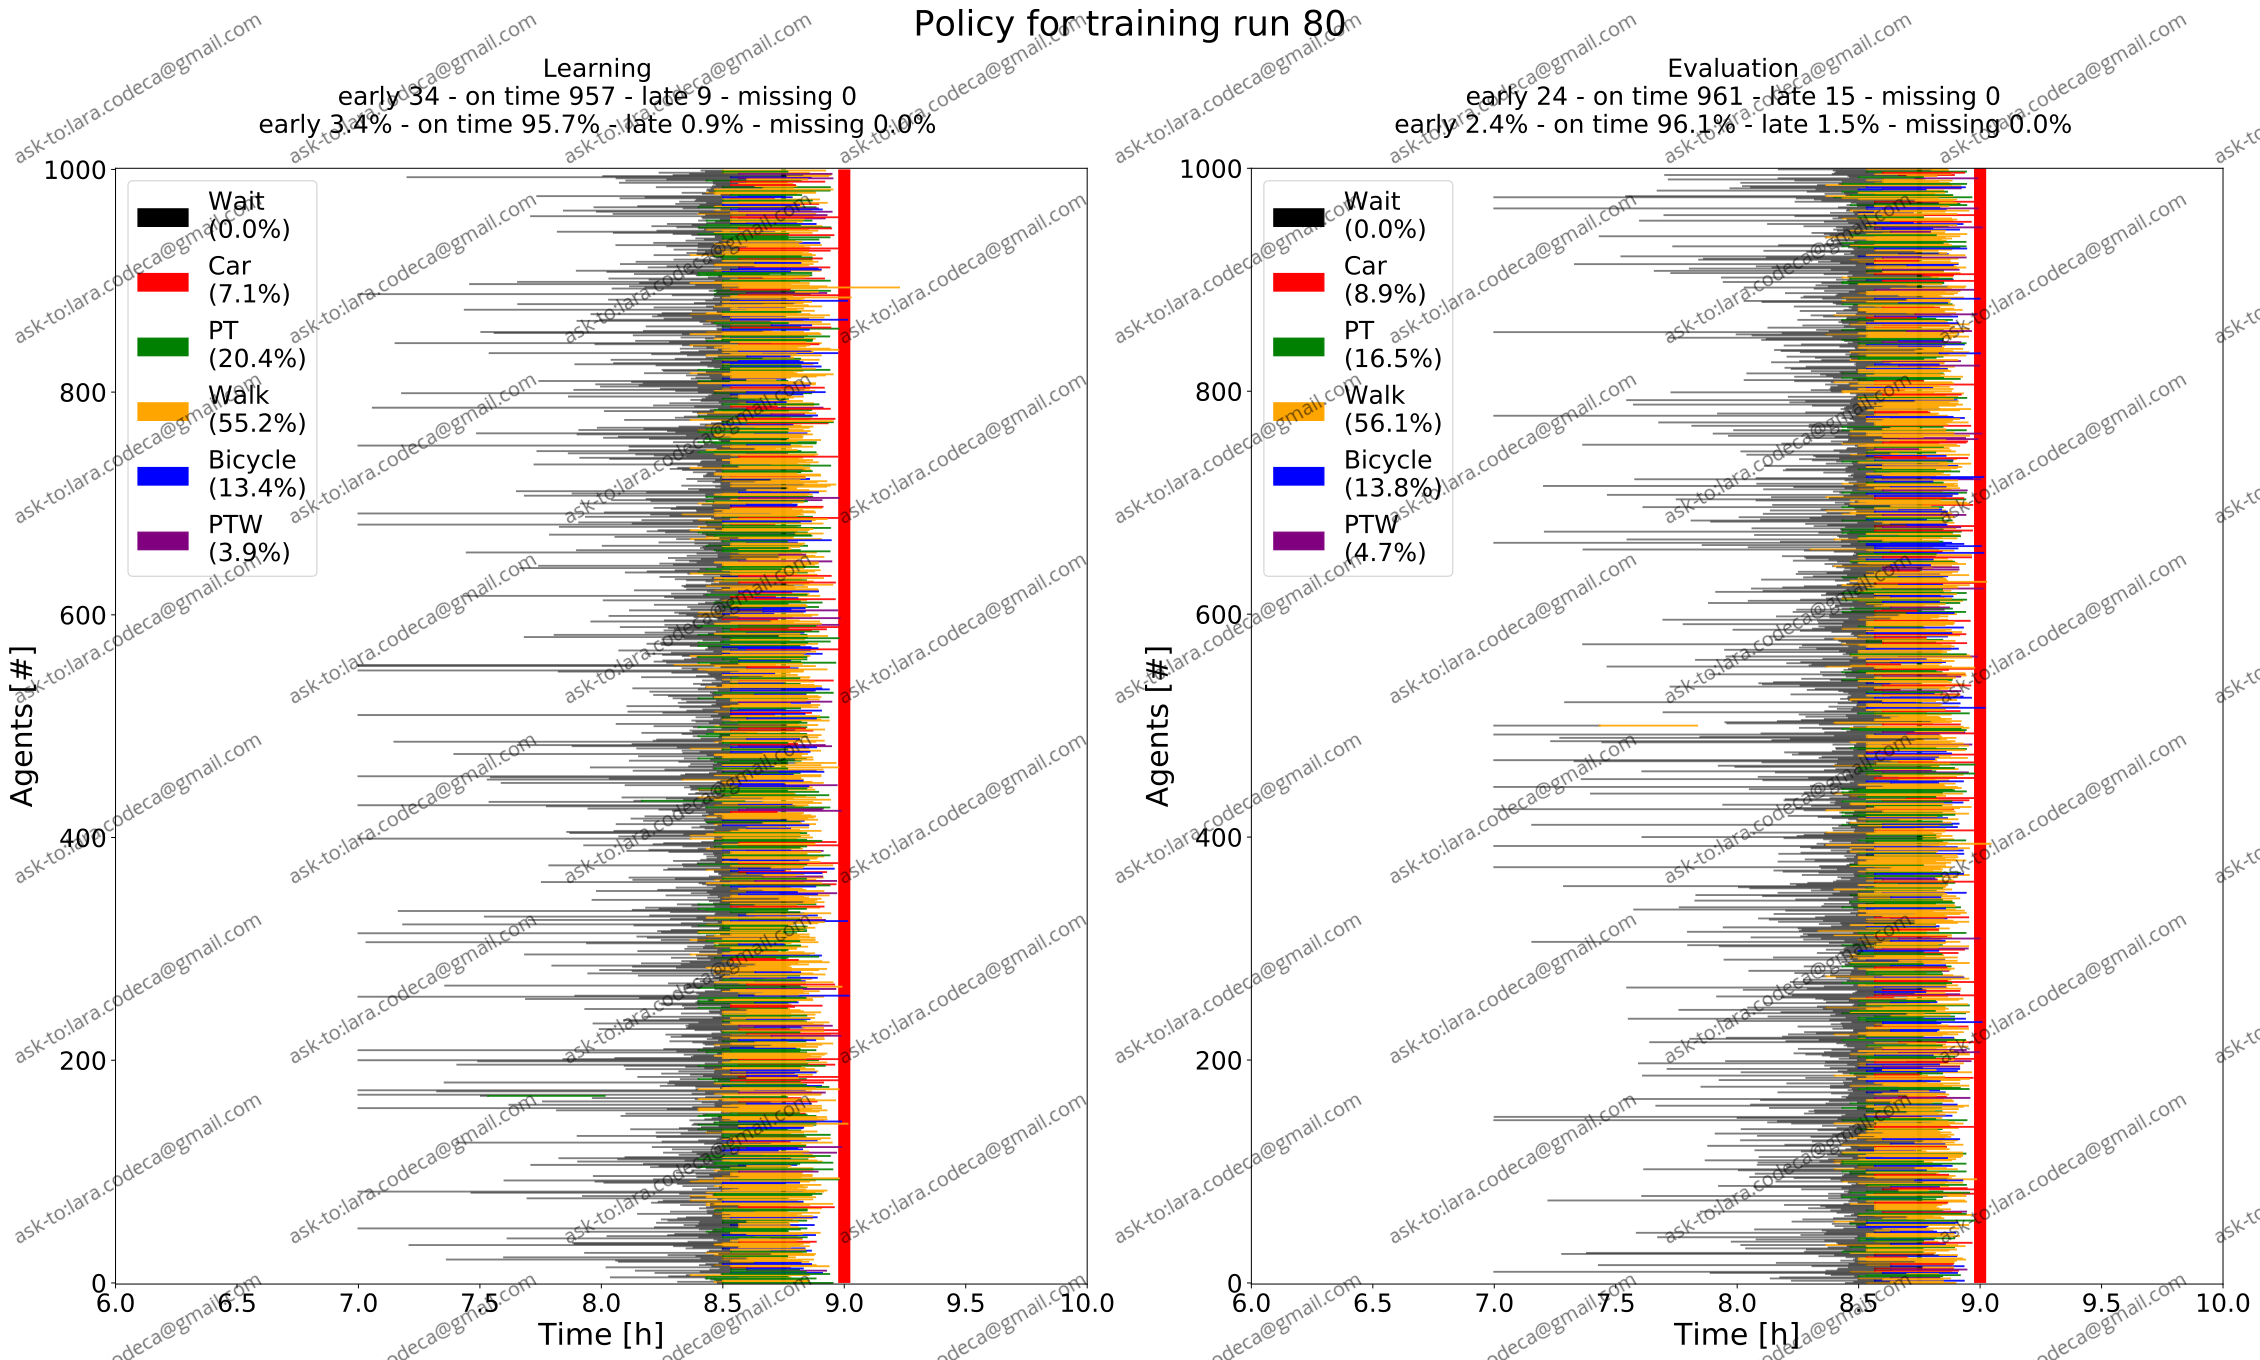 Policy for training run 80
Learning
early 34 - on time 957 - late 9 - missing 0
early 3.4% - on time 95.7% - late 0.9% - missing 0.0%
Wait
(0.0%)
Car
(7.1%)
PT
(20.4%)
Walk
(55.2%)
Bicycle
(13.4%)
PTW
(3.9%)
Agents [#]
1000
800
600
400
200
0
6.0 6.5 7.0 7.5 8.0 8.5 9.0 9.5 10.0
Time [h]
Evaluation
early 24 - on time 961 - late 15 - missing 0
early 2.4% - on time 96.1% - late 1.5% - missing 0.0%
Wait
(0.0%)
Car
(8.9%)
PT
(16.5%)
Walk
(56.1%)
Bicycle
(13.8%)
PTW
(4.7%)
Agents [#]
1000
800
600
400
200
0
6.0 6.5 7.0 7.5 8.0 8.5 9.0 9.5 10.0
Time [h]
ask-to:lara.codeca@gmail.com